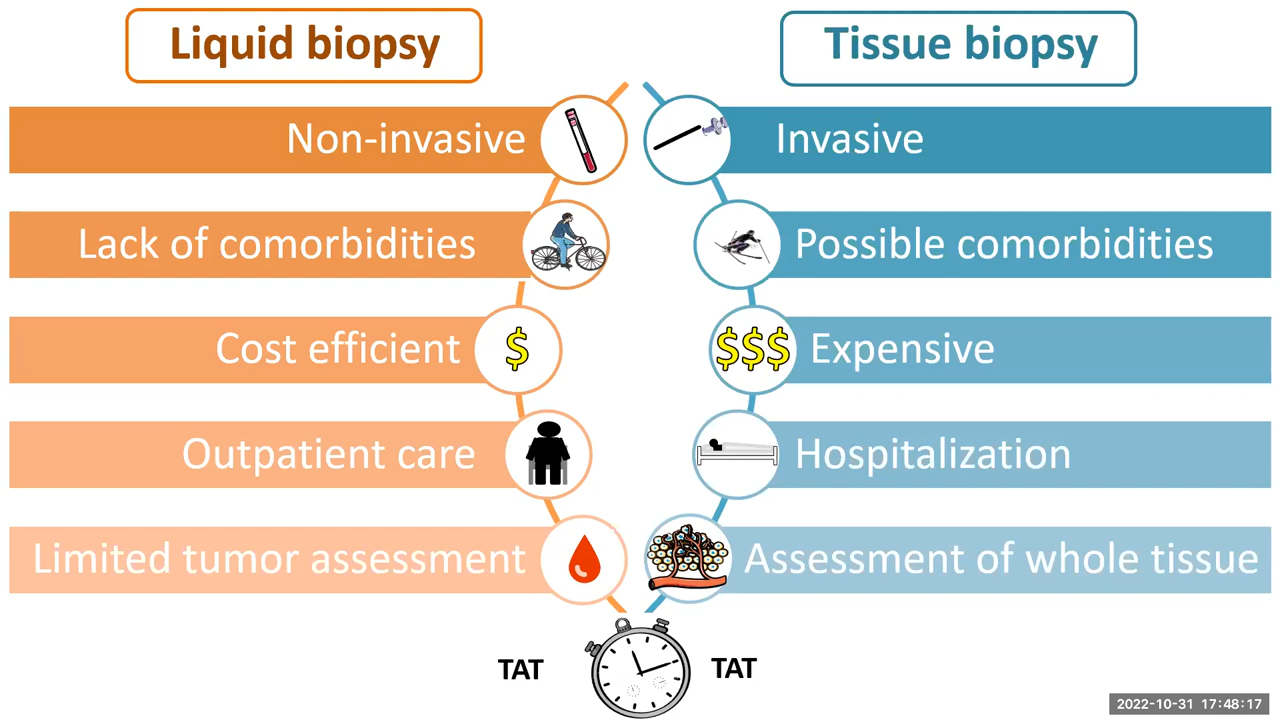 Liquid biopsy
Tissue biopsy
Non-invasive
Invasive
Lack of comorbidities
Possible comorbidities
Cost efficient
$
$$$
Expensive
Outpatient care
Hospitalization
Limited tumor assessment
Assessment of whole tissue
TAT
TAT
2022-10-31 17:48:17